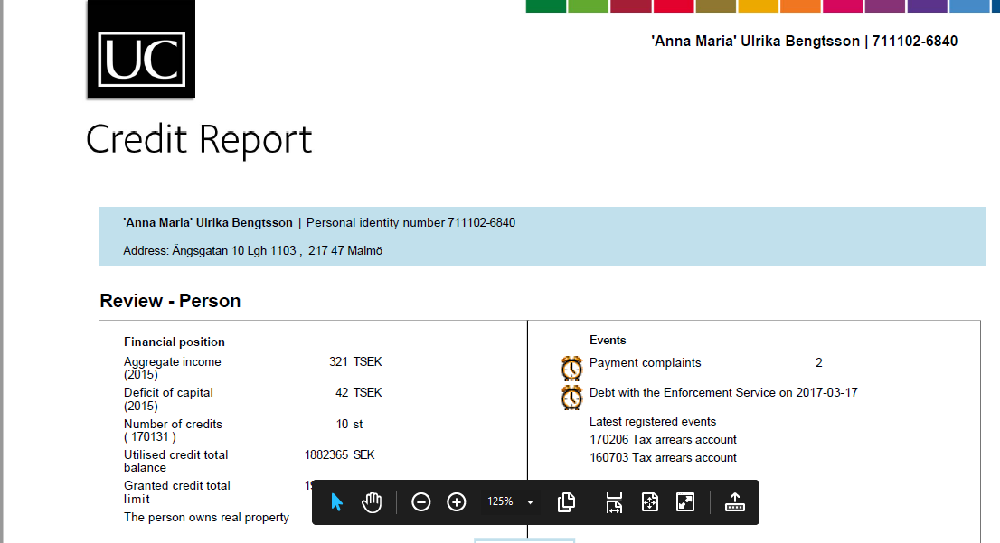 UC
'Anna Maria' Ulrika Bengtsson | 711102-6840
Credit Report
'Anna Maria' Ulrika Bengtsson | Personal identity number 711102-6840
Address: Ängsgatan 10 Lgh 1103 , 217 47 Malmö
Review - Person
Financial position
Aggregate income 321 TSEK
(2015)
Deficit of capital 42 TSEK
(2015)
Number of credits 10 st
( 170131 )
Utilised credit total 1882365 SEK
balance
Granted credit total
limit
The person owns real property
Events
Payment complaints 2
Debt with the Enforcement Service on 2017-03-17
Latest registered events
170206 Tax arrears account
160703 Tax arrears account
125%